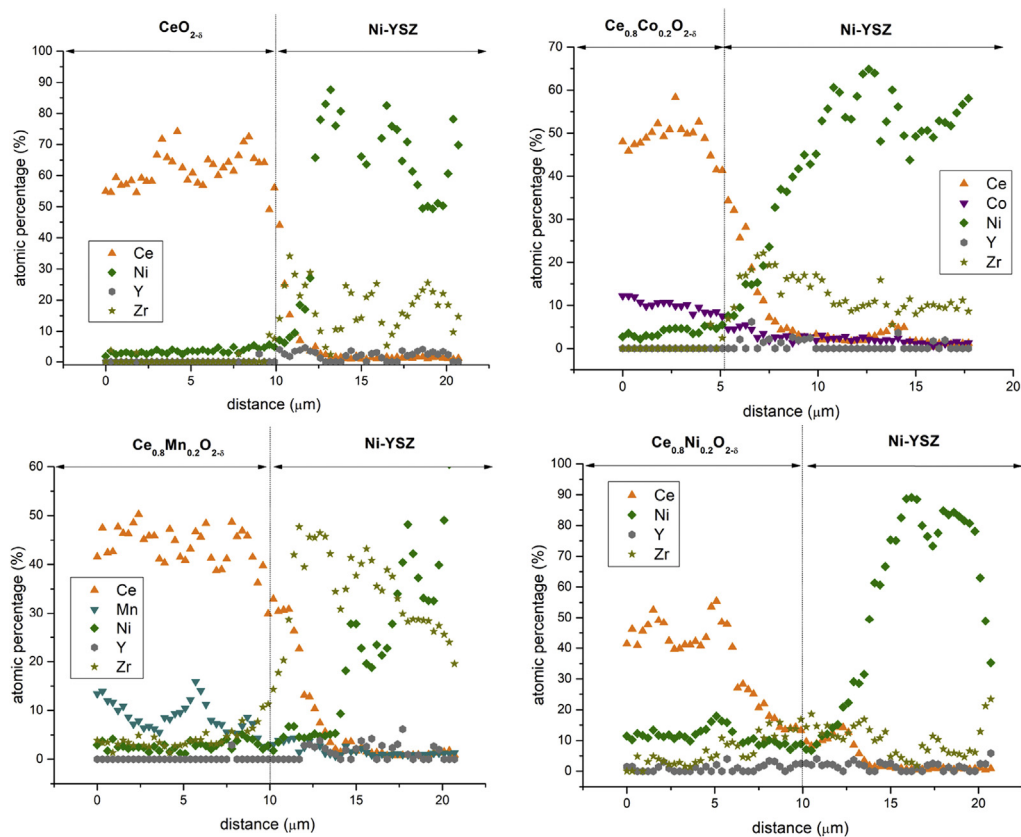 CeO2-δ
Ni-YSZ
100
90
80
70
60
50
40
30
20
10
0
atomic percentage (%)
Ce
Ni
Y
Zr
0
5
10
15
20
distance (μm)
Ce0.8Co0.2O2-δ
Ni-YSZ
70
60
50
40
30
20
10
0
atomic percentage (%)
Ce
Co
Ni
Y
Zr
0
5
10
15
20
distance (μm)
Ce0.8Mn0.2O2-δ
Ni-YSZ
60
50
40
30
20
10
0
atomic percentage (%)
Ce
Mn
Ni
Y
Zr
0
5
10
15
20
distance (μm)
Ce0.8Ni0.2O2-δ
Ni-YSZ
100
90
80
70
60
50
40
30
20
10
0
atomic percentage (%)
Ce
Ni
Y
Zr
0
5
10
15
20
distance (μm)